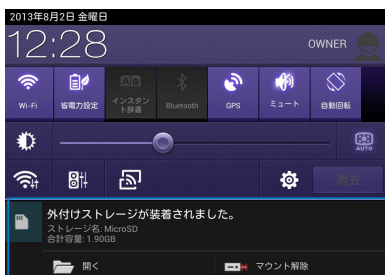 2013年8月2日 金曜日
12:28
OWNER
Wi-Fi
省電力設定
インスタン
ト辞書
Bluetooth
GPS
ミュート
自動回転
AUTO
消去
外付けストレージが装着されました。
ストレージ名: MicroSD
合計容量: 1.90GB
開く
マウント解除